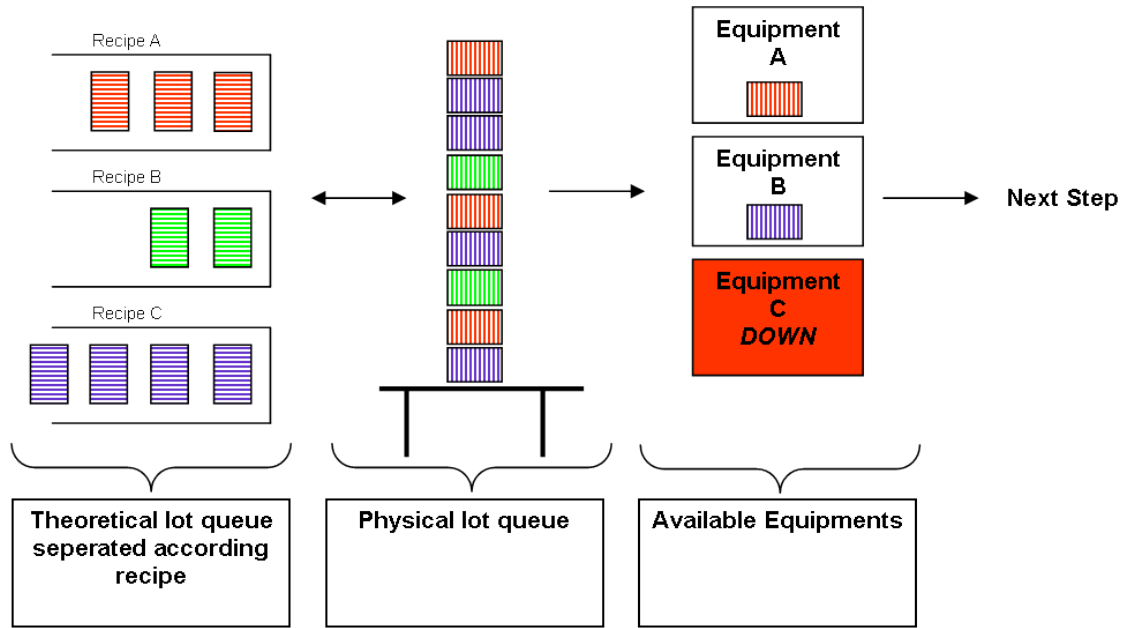 Recipe A
Recipe B
Recipe C
Equipment
A
Equipment
B
Equipment
C
DOWN
Next Step
Theoretical lot queue
seperated according
recipe
Physical lot queue
Available Equipments